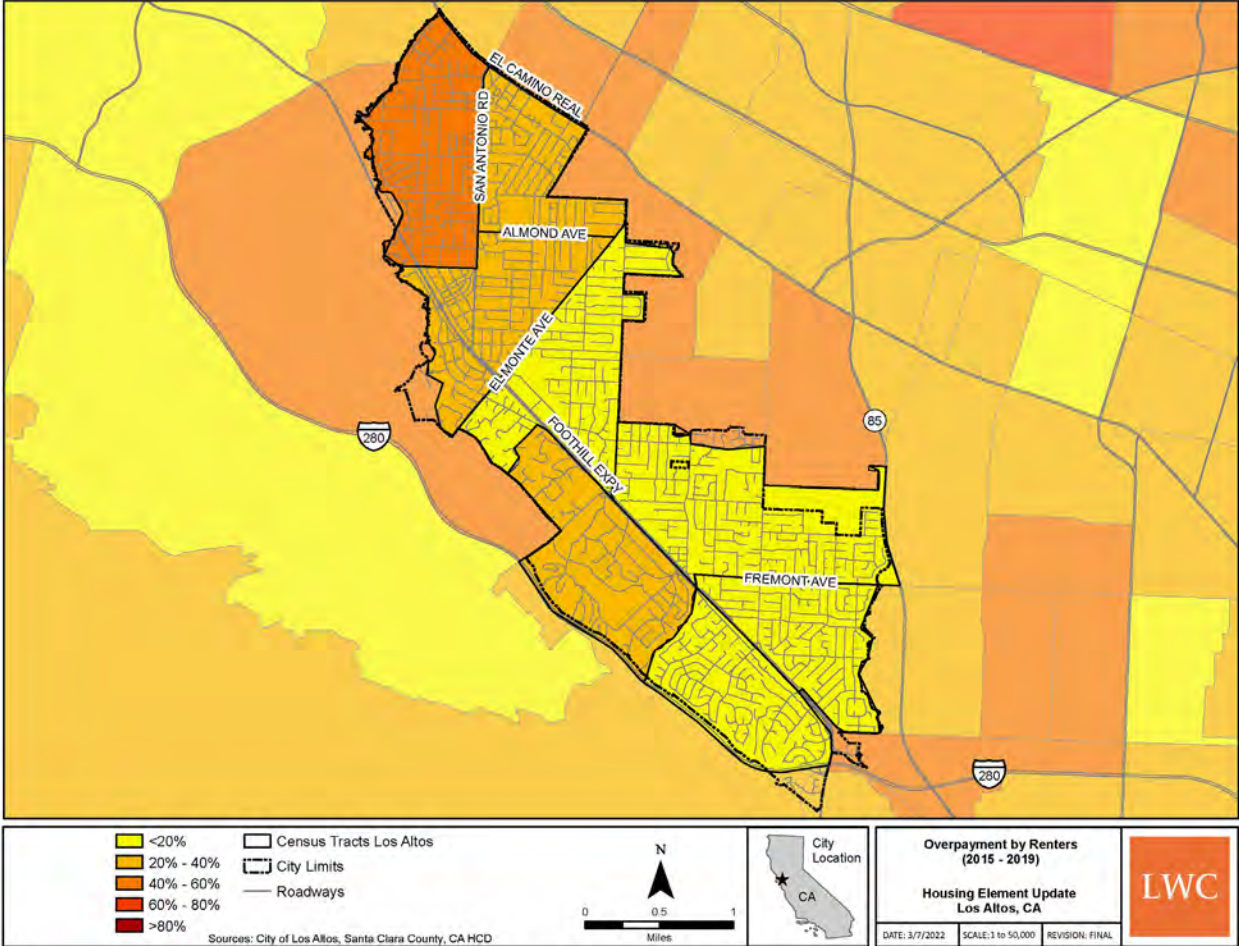 EL CAMINO REAL
SAN ANTONIO RD
ALMOND AVE
EL MONTE AVE
FOOTHILL EXPY
85
280
FREMONT AVE
280
<20%
20% - 40%
40% - 60%
60% - 80%
>80%
Census Tracts Los Altos
City Limits
Roadways
Sources: City of Los Altos, Santa Clara County, CA HCD
N
0 0.5 1
Miles
City
Location
CA
Overpayment by Renters
(2015 - 2019)
Housing Element Update
Los Altos, CA
DATE: 3/7/2022 SCALE: 1 to 50,000 REVISION: FINAL
LWC